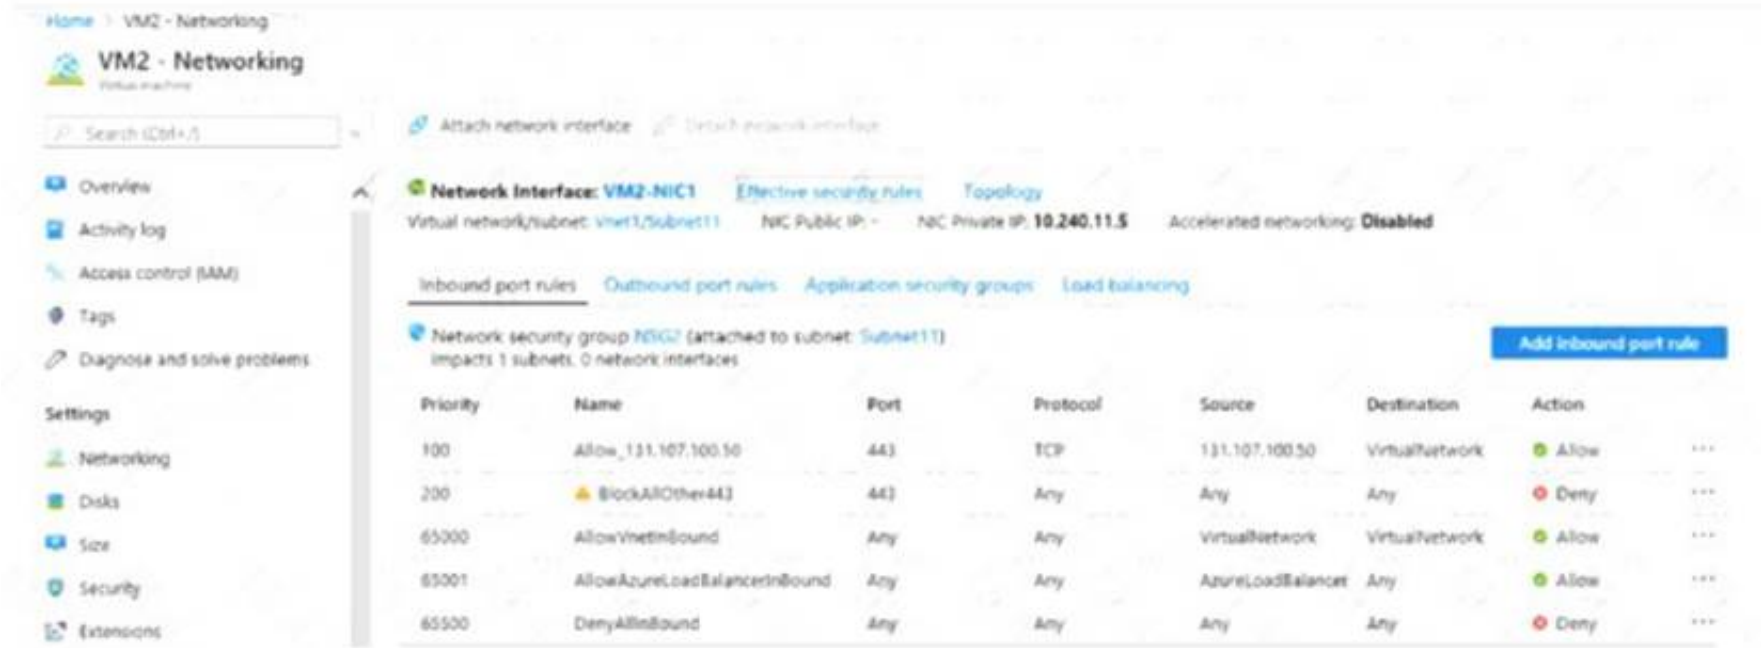 Home > VM2 - Networking
VM2 - Networking
Virtual machine
Search (Ctrl+/)
«
Attach network interface Detach network interface
Overview
Activity log
Access control (IAM)
Tags
Diagnose and solve problems
Settings
Networking
Disks
Size
Security
Extensions
Network Interface: VM2-NIC1 Effective security rules Topology
Virtual network/subnet: Vnet1/Subnet11 NIC Public IP: - NIC Private IP: 10.240.11.5 Accelerated networking: Disabled
Inbound port rules Outbound port rules Application security groups Load balancing
Network security group NSG2 (attached to subnet: Subnet11)
Impacts 1 subnets, 0 network interfaces
Add inbound port rule
Priority Name Port Protocol Source Destination Action
100 Allow_131.107.100.50 443 TCP 131.107.100.50 VirtualNetwork Allow ...
200 BlockAllOther443 443 Any Any Any Deny ...
65000 AllowVnetInBound Any Any VirtualNetwork VirtualNetwork Allow ...
65001 AllowAzureLoadBalancerInBound Any Any AzureLoadBalancer Any Allow ...
65500 DenyAllInBound Any Any Any Any Deny ...